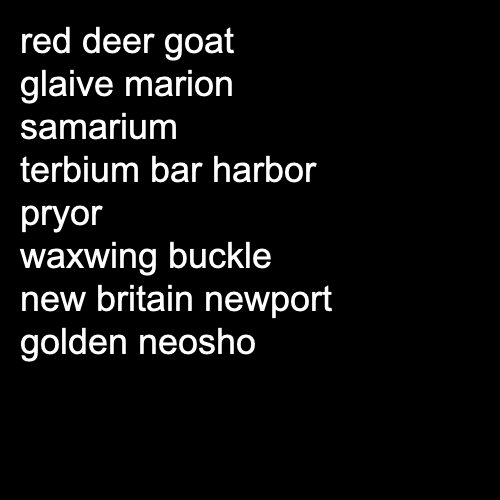 red deer goat
glaive marion
samarium
terbium bar harbor
pryor
waxwing buckle
new britain newport
golden neosho